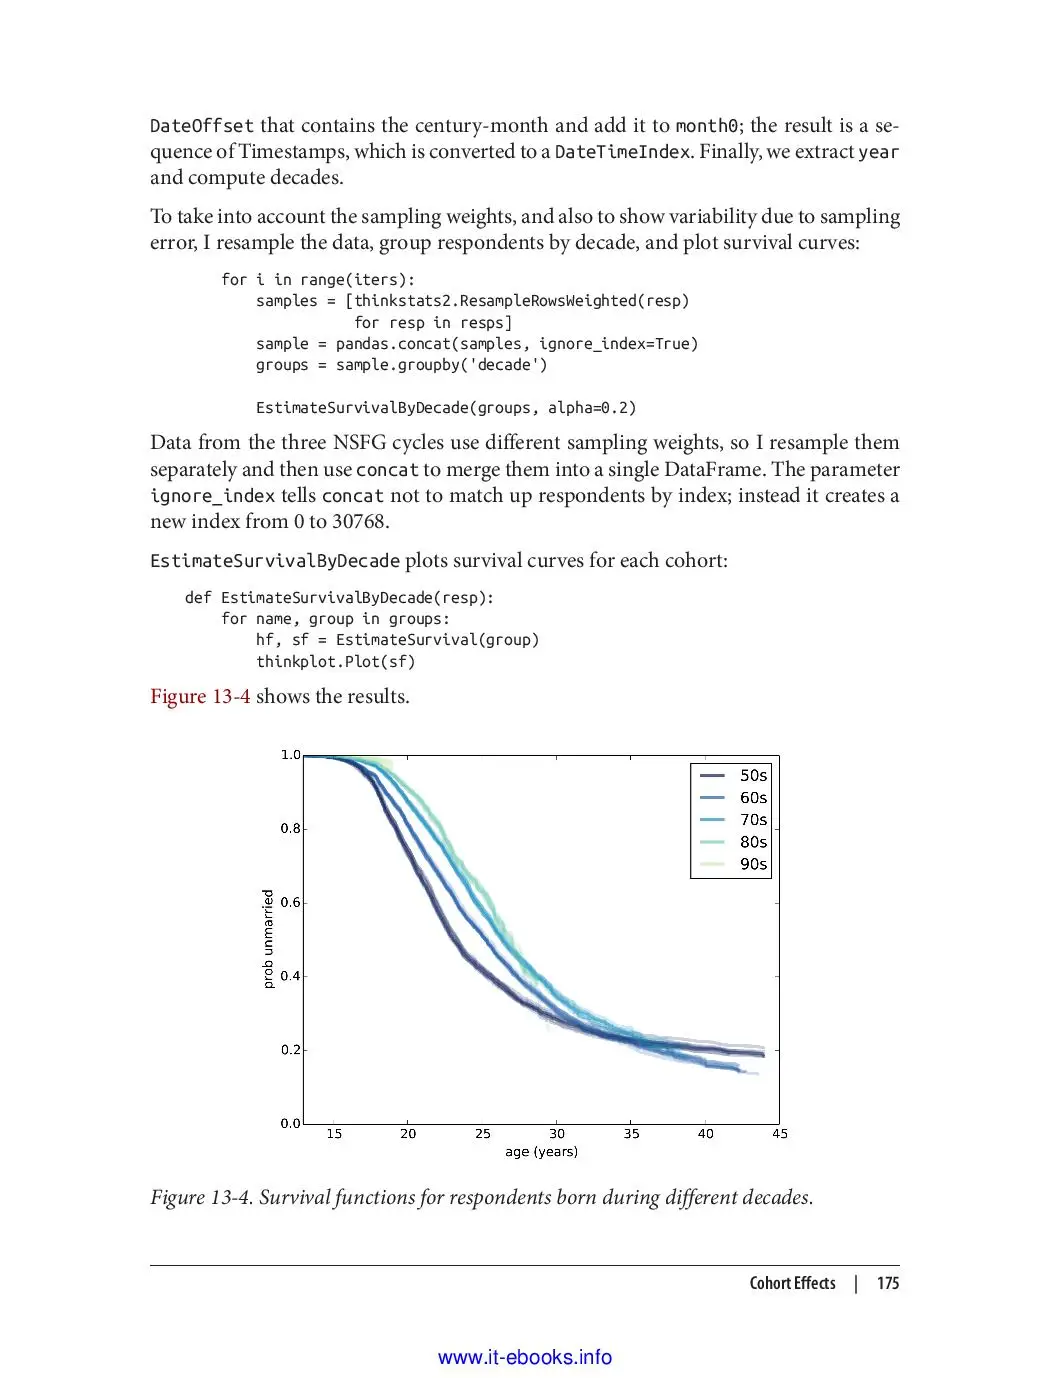 DateOffset that contains the century-month and add it to month0; the result is a se-
quence of Timestamps, which is converted to a DateTimeIndex. Finally, we extract year
and compute decades.
To take into account the sampling weights, and also to show variability due to sampling
error, I resample the data, group respondents by decade, and plot survival curves:
for i in range(iters):
samples = [thinkstats2.ResampleRowsWeighted(resp)
for resp in resps]
sample = pandas.concat(samples, ignore_index=True)
groups = sample.groupby('decade')
EstimateSurvivalByDecade(groups, alpha=0.2)
Data from the three NSFG cycles use different sampling weights, so I resample them
separately and then use concat to merge them into a single DataFrame. The parameter
ignore_index tells concat not to match up respondents by index; instead it creates a
new index from 0 to 30768.
EstimateSurvivalByDecade plots survival curves for each cohort:
def EstimateSurvivalByDecade(resp):
for name, group in groups:
hf, sf = EstimateSurvival(group)
thinkplot.Plot(sf)
Figure 13-4 shows the results.
1.0
0.8
0.6
0.4
0.2
0.0
prob unmarried
50s
60s
70s
80s
90s
15 20 25 30 35 40 45
age (years)
Figure 13-4. Survival functions for respondents born during different decades.
Cohort Effects | 175
www.it-ebooks.info